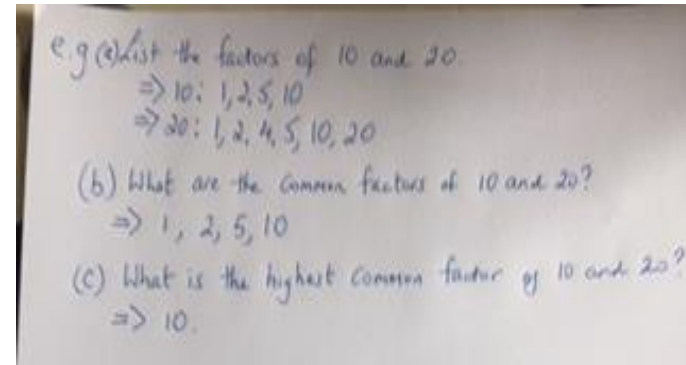 e.g (a) List the factors of 10 and 20.
=> 10: 1, 2, 5, 10
=> 20: 1, 2, 4, 5, 10, 20
(b) What are the Common factors of 10 and 20?
=> 1, 2, 5, 10
(c) What is the highest Common factor of 10 and 20?
=> 10.